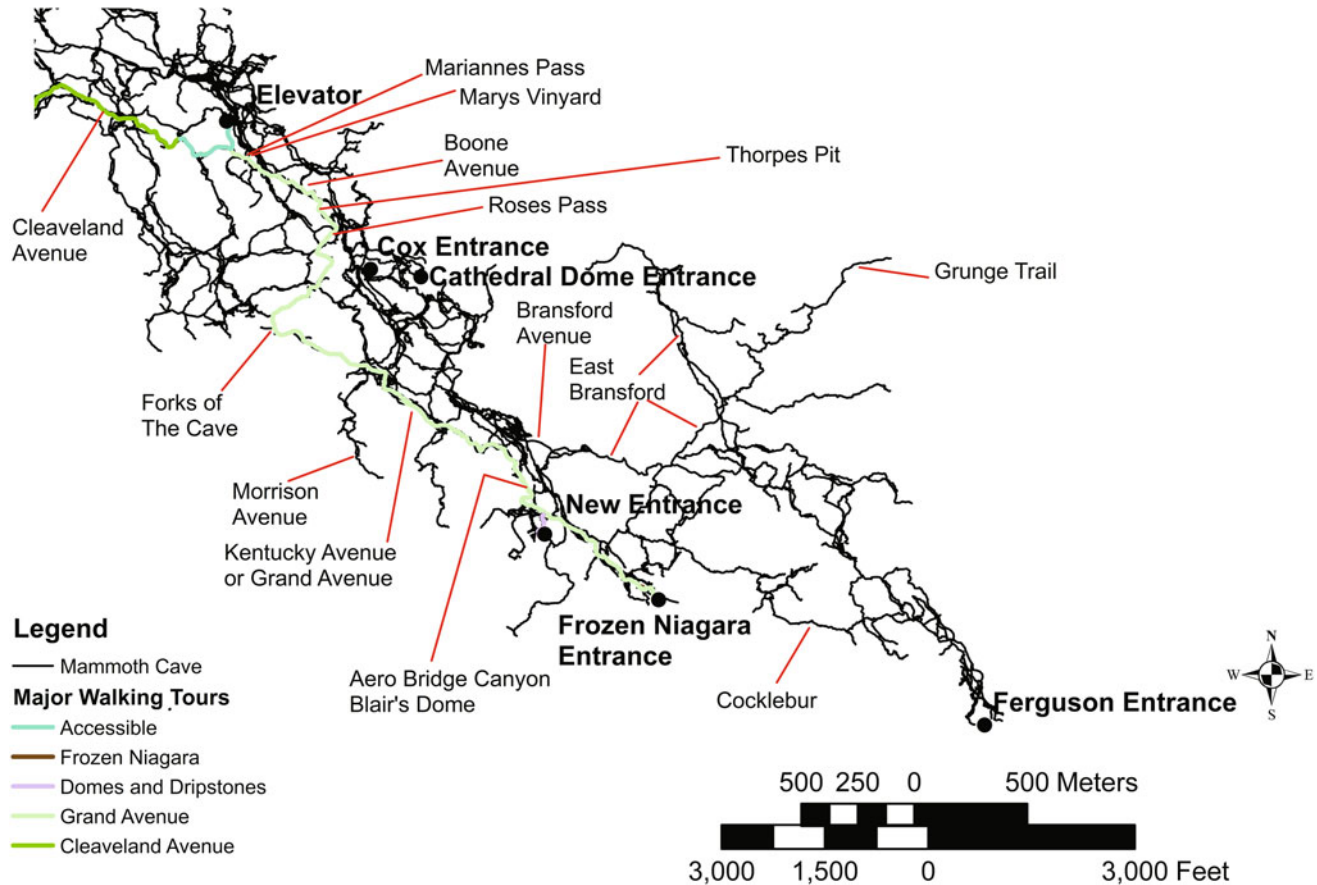 Mariannes Pass
Elevator
Marys Vinyard
Boone
Avenue
Thorpes Pit
Roses Pass
Cleaveland
Avenue
Cox Entrance
Cathedral Dome Entrance
Grunge Trail
Bransford
Avenue
East
Bransford
Forks of
The Cave
Morrison
Avenue
New Entrance
Kentucky Avenue
or Grand Avenue
Frozen Niagara
Entrance
Aero Bridge Canyon
Blair's Dome
Cocklebur
Ferguson Entrance
N
W E
S
Legend
Mammoth Cave
Major Walking Tours
Accessible
Frozen Niagara
Domes and Dripstones
Grand Avenue
Cleaveland Avenue
500 250 0 500 Meters
3,000 1,500 0 3,000 Feet